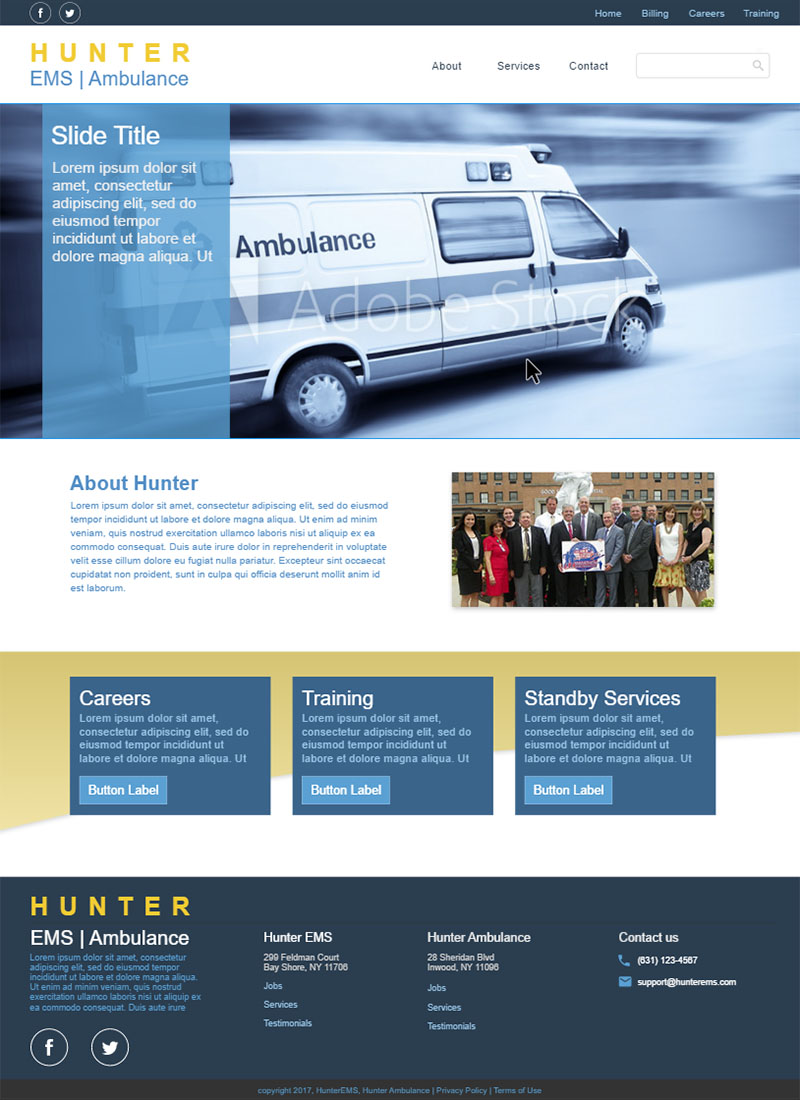 Home Billing Careers Training
HUNTER
EMS | Ambulance
About Services Contact
Slide Title
Lorem ipsum dolor sit
amet, consectetur
adipiscing elit, sed do
eiusmod tempor
incididunt ut labore et
dolore magna aliqua. Ut
Ambulance
Adobe Stock
About Hunter
Lorem ipsum dolor sit amet, consectetur adipiscing elit, sed do eiusmod
tempor incididunt ut labore et dolore magna aliqua. Ut enim ad minim
veniam, quis nostrud exercitation ullamco laboris nisi ut aliquip ex ea
commodo consequat. Duis aute irure dolor in reprehenderit in voluptate
velit esse cillum dolore eu fugiat nulla pariatur. Excepteur sint occaecat
cupidatat non proident, sunt in culpa qui officia deserunt mollit anim id
est laborum.
Careers
Lorem ipsum dolor sit amet,
consectetur adipiscing elit, sed do
eiusmod tempor incididunt ut
labore et dolore magna aliqua. Ut
Button Label
Training
Lorem ipsum dolor sit amet,
consectetur adipiscing elit, sed do
eiusmod tempor incididunt ut
labore et dolore magna aliqua. Ut
Button Label
Standby Services
Lorem ipsum dolor sit amet,
consectetur adipiscing elit, sed do
eiusmod tempor incididunt ut
labore et dolore magna aliqua. Ut
Button Label
HUNTER
EMS | Ambulance
Lorem ipsum dolor sit amet, consectetur
adipiscing elit, sed do eiusmod tempor
incididunt ut labore et dolore magna aliqua.
Ut enim ad minim veniam, quis nostrud
exercitation ullamco laboris nisi ut aliquip ex
ea commodo consequat. Duis aute irure
Hunter EMS
299 Feldman Court
Bay Shore, NY 11706
Jobs
Services
Testimonials
Hunter Ambulance
28 Sheridan Blvd
Inwood, NY 11096
Jobs
Services
Testimonials
Contact us
(631) 123-4567
support@hunterems.com
copyright 2017, HunterEMS, Hunter Ambulance | Privacy Policy | Terms of Use